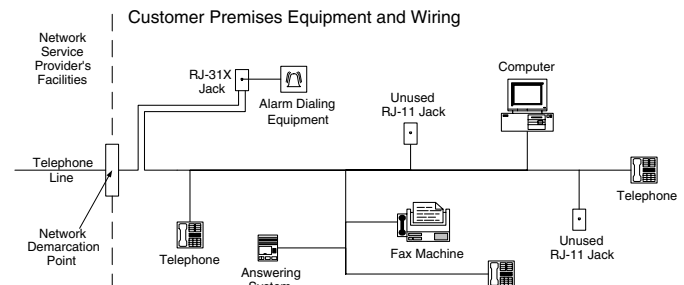 Customer Premises Equipment and Wiring
Network
Service
Provider's
Facilities
RJ-31X
Jack
Alarm Dialing
Equipment
Unused
RJ-11 Jack
Computer
Telephone
Line
Telephone
Network
Demarcation
Point
Telephone
Answering
System
Fax Machine
Unused
RJ-11 Jack